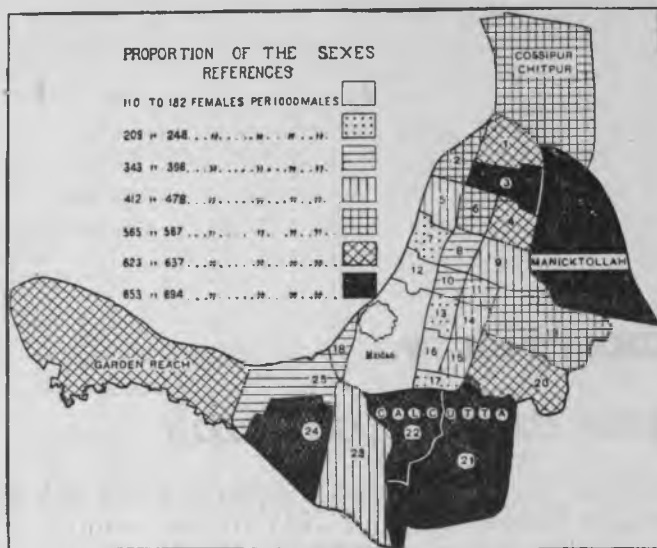 PROPORTION OF THE SEXES
REFERENCES
110 TO 182 FEMALES PER 1000 MALES
209 " 248 " " " "
343 " 398 " " " "
412 " 478 " " " "
565 " 587 " " " "
623 " 637 " " " "
653 " 694 " " " "
COSSIPUR
CHITPUR
1
2
3
5
6
4
7
8
9
MANICKTOLLAH
12
10
11
13
14
19
18
Maidan
16
15
GARDEN REACH
25
17
20
CALCUTTA
24
22
23
21